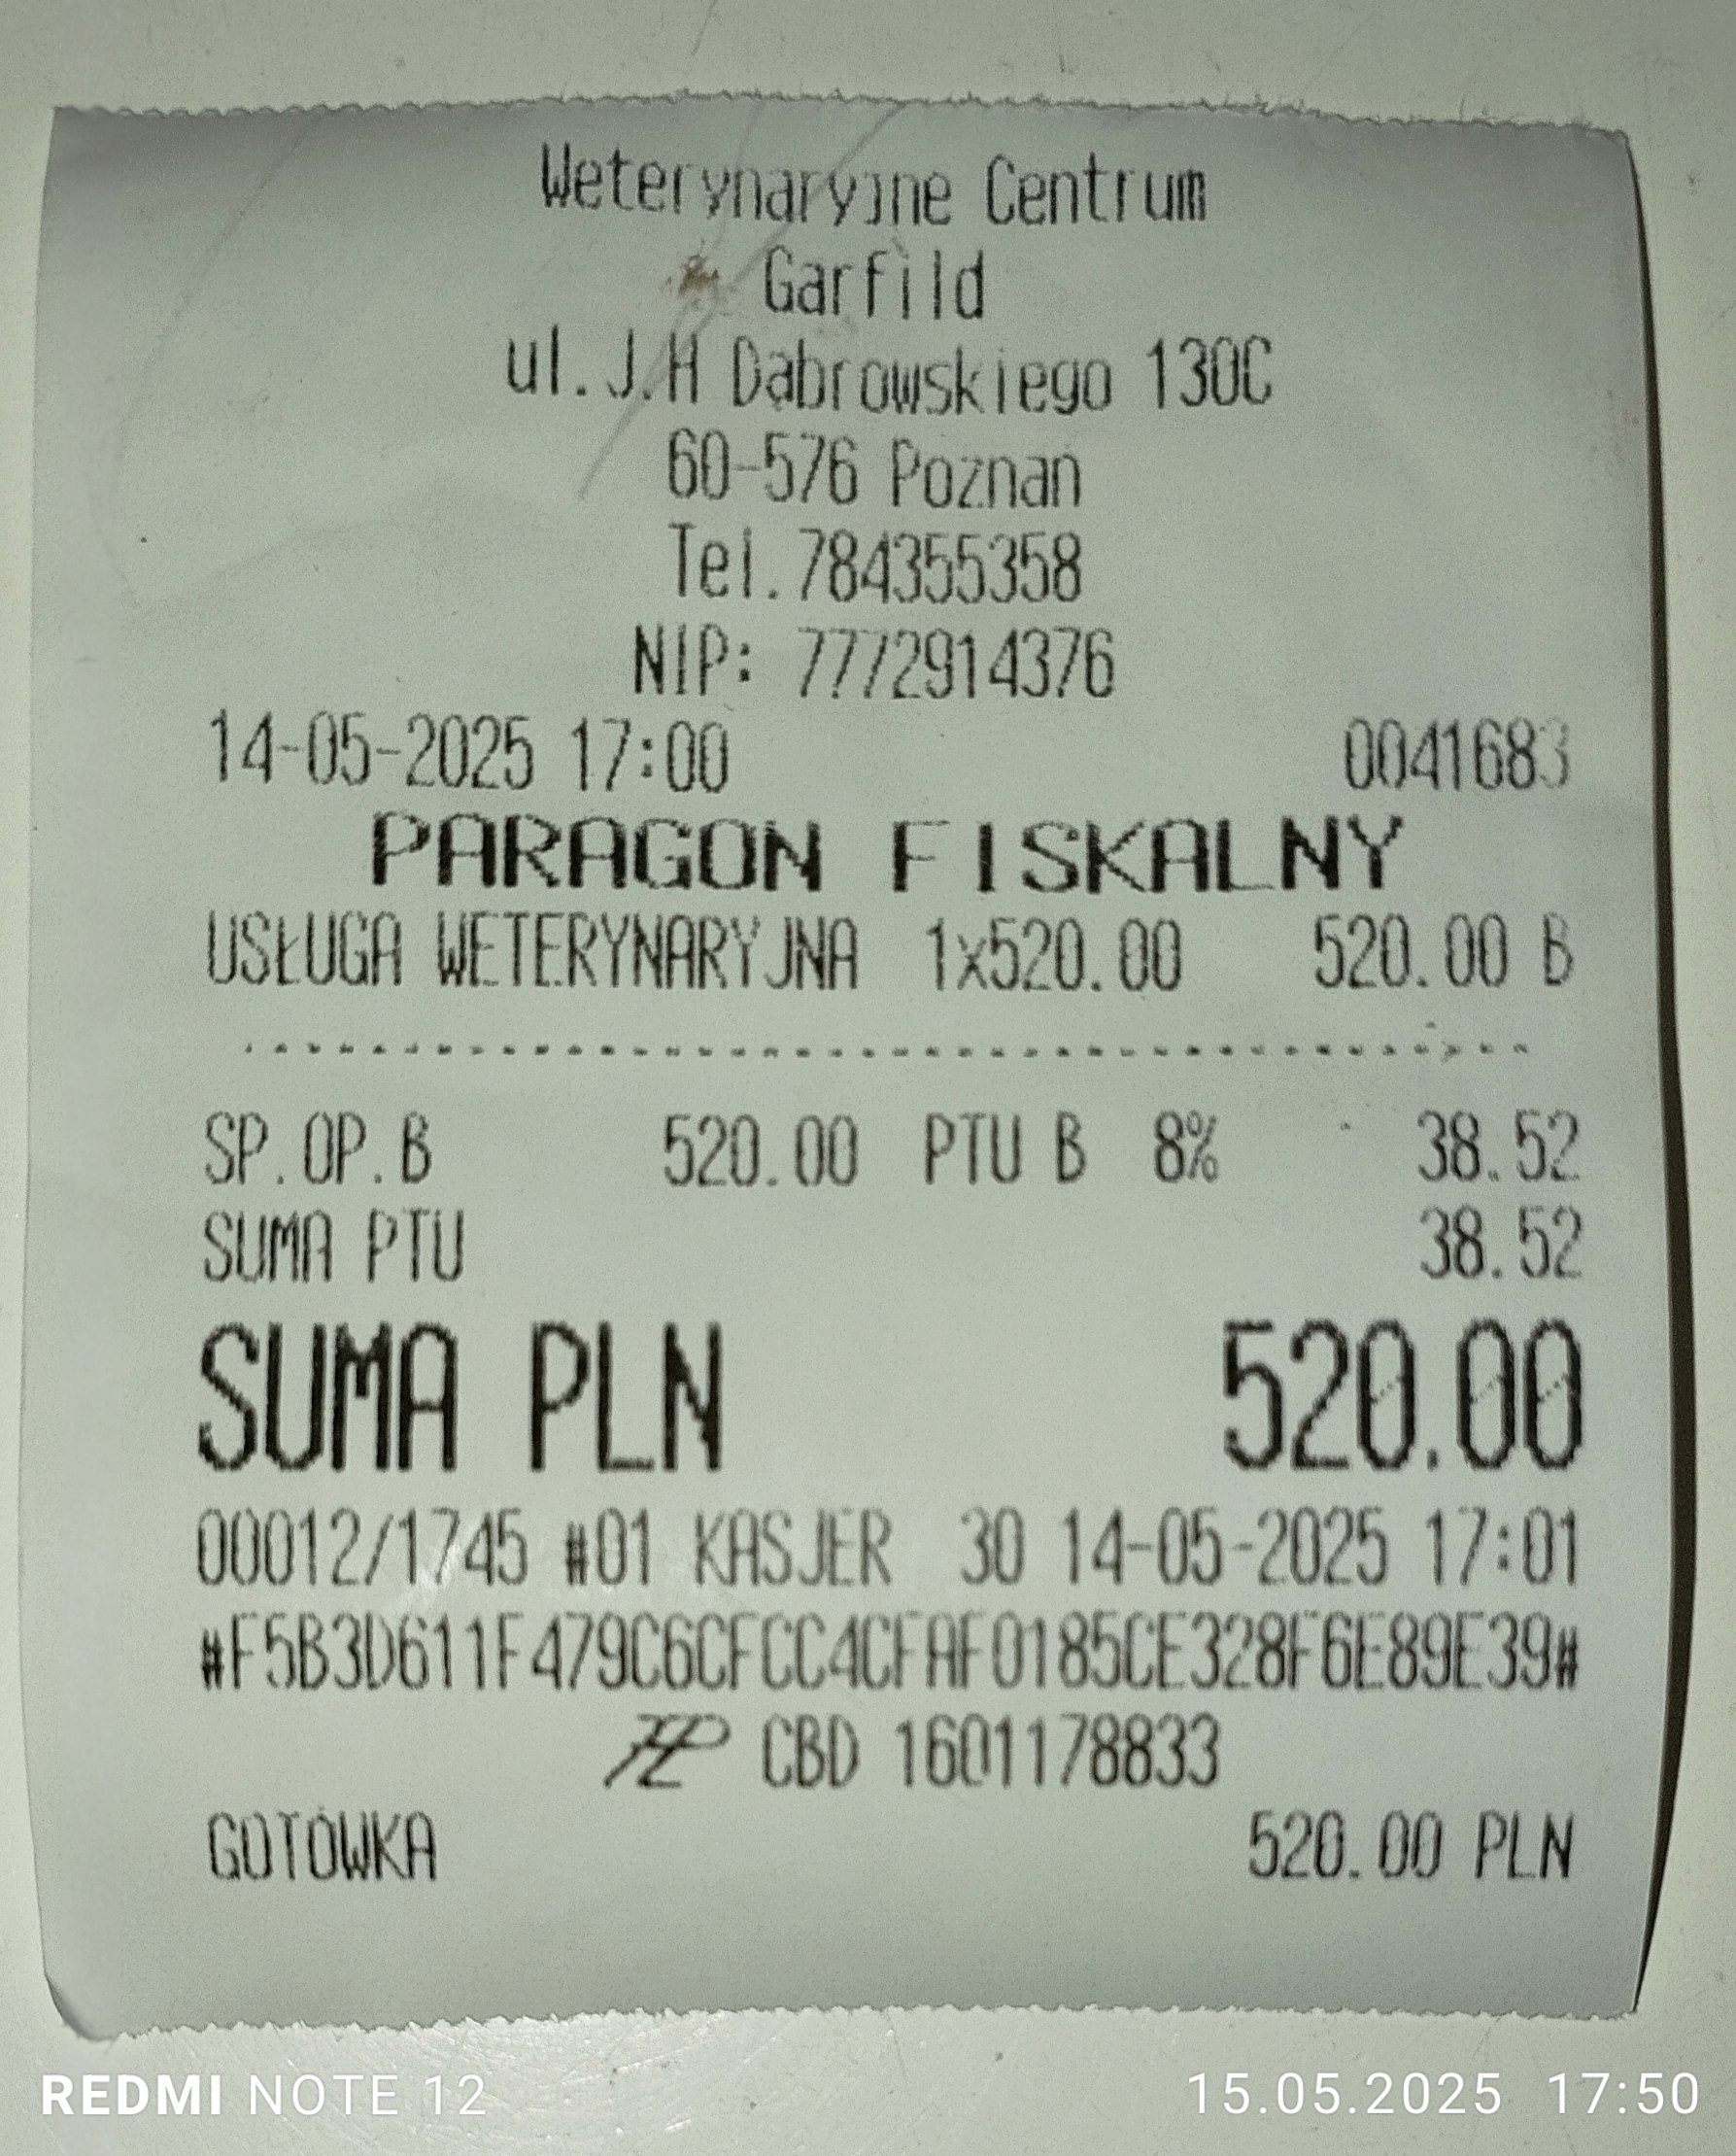 Weterynaryjne Centrum
Garfild
ul.J.H Dąbrowskiego 130C
60-576 Poznań
Tel.784355358
NIP: 7772914376
14-05-2025 17:00 0041683
PARAGON FISKALNY
USŁUGA WETERYNARYJNA 1x520.00 520.00 B
SP.OP.B 520.00 PTU B 8% 38.52
SUMA PTU 38.52
SUMA PLN 520.00
00012/1745 #01 KASJER 30 14-05-2025 17:01
#F5B3D611F479C6CFCC4CFAF0185CE328F6E89E39#
CBD 1601178833
GOTÓWKA 520.00 PLN
REDMI NOTE 12 15.05.2025 17:50